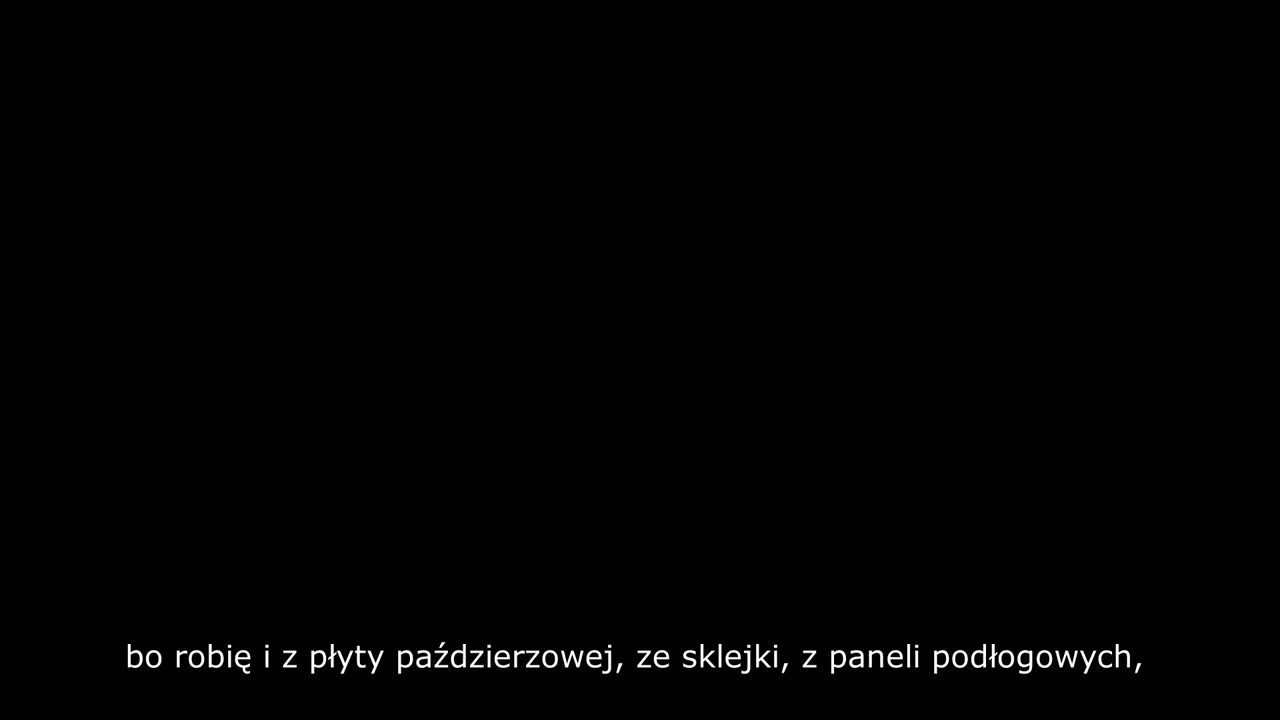 bo robię i z płyty paździerzowej, ze sklejki, z paneli podłogowych,